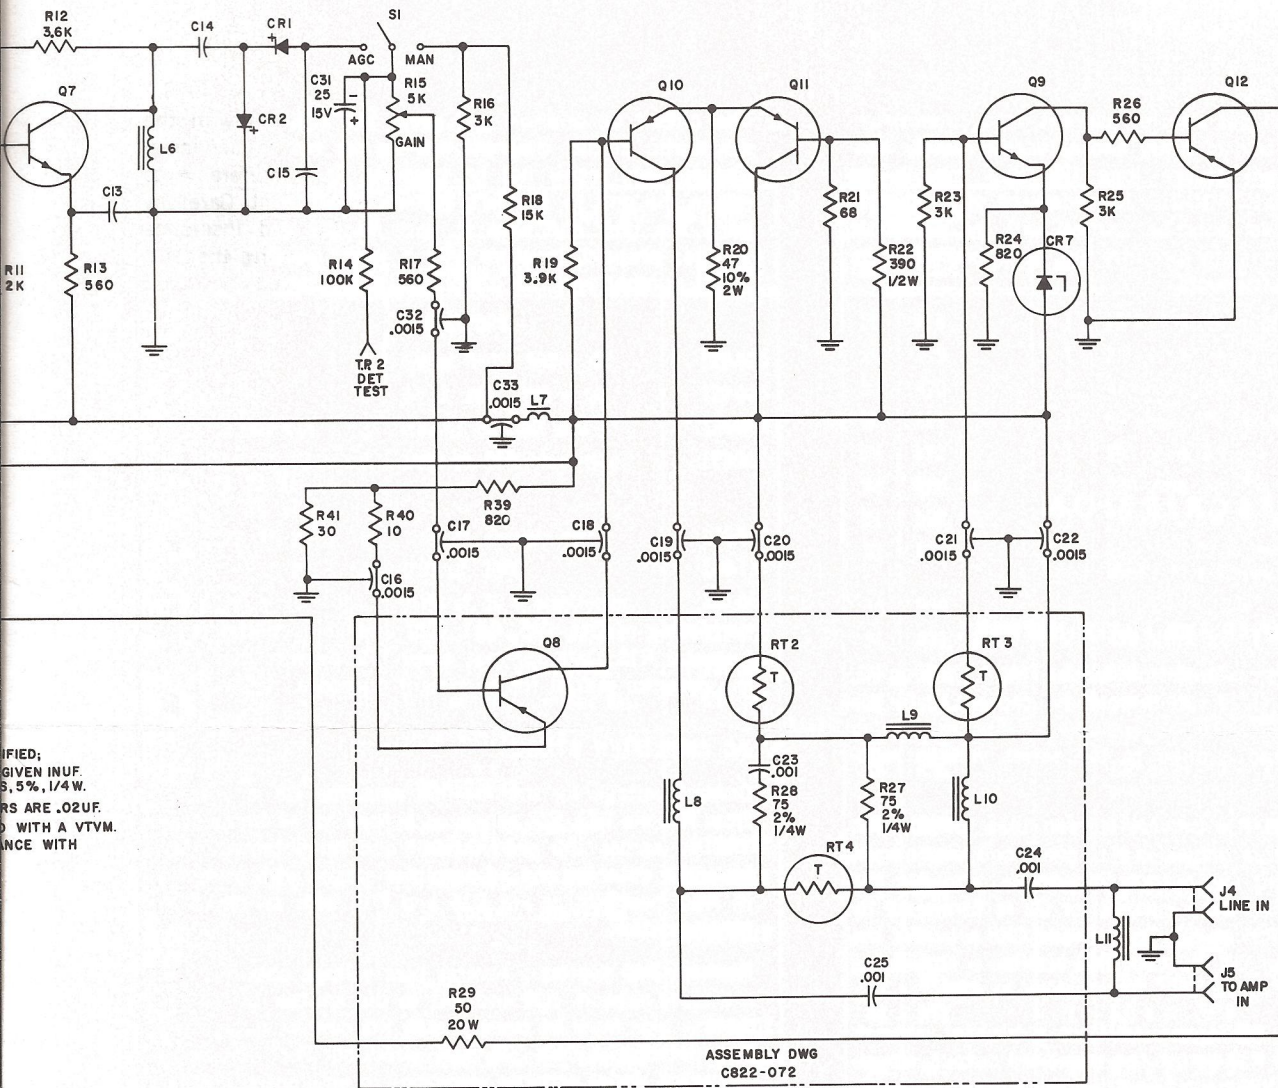 R12
3.6K
C14
CR1
+
S1
AGC
MAN
Q7
L6
CR2
+
C31
25
15V
-
+
R15
5K
GAIN
R16
3K
C15
C13
R11
2K
R13
560
R14
100K
R17
560
C32
.0015
T.P. 2
DET
TEST
R18
15K
R19
3.9K
C33
.0015
L7
Q10
Q11
R20
47
10%
2W
R21
68
R22
390
1/2W
Q9
R23
3K
R24
820
CR7
R25
3K
R26
560
Q12
R41
30
R40
10
R39
820
C16
.0015
C17
.0015
C18
.0015
C19
.0015
C20
.0015
C21
.0015
C22
.0015
Q8
RT2
T
RT3
T
L9
L8
C23
.001
R28
75
2%
1/4W
R27
75
2%
1/4W
L10
RT4
T
C24
.001
C25
.001
L11
J4
LINE IN
J5
TO AMP
IN
IFIED;
GIVEN IN UF.
S, 5%, 1/4 W.
RS ARE .02UF.
D WITH A VTVM.
ANCE WITH
R29
50
20W
ASSEMBLY DWG
C822-072